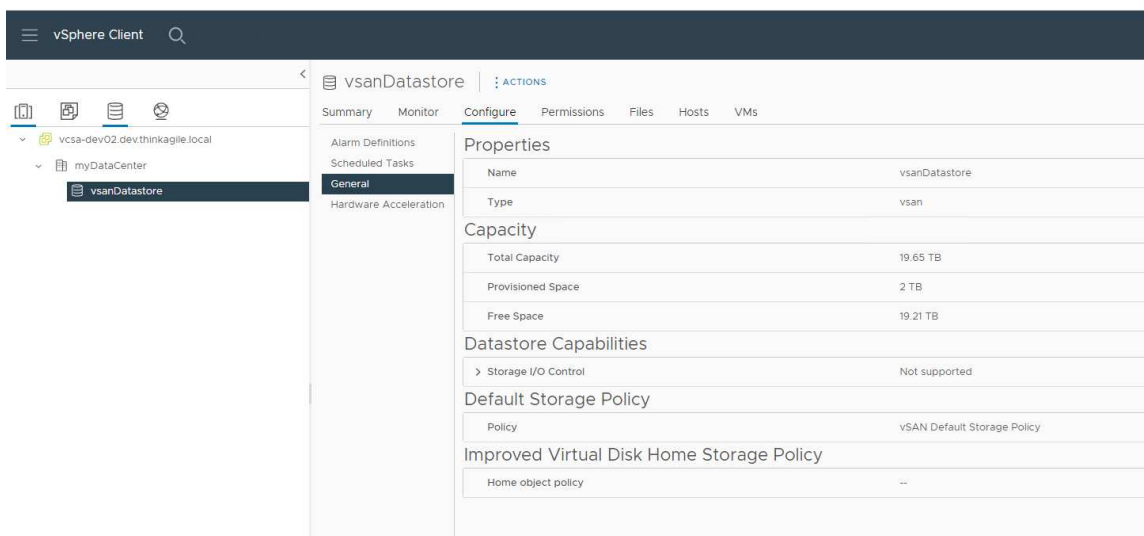 vSphere Client
vsanDatastore
ACTIONS
Summary Monitor Configure Permissions Files Hosts VMs
vcsa-dev02.dev.thinkagile.local
myDataCenter
vsanDatastore
Alarm Definitions
Scheduled Tasks
General
Hardware Acceleration
Properties
Name vsanDatastore
Type vsan
Capacity
Total Capacity 19.65 TB
Provisioned Space 2 TB
Free Space 19.21 TB
Datastore Capabilities
Storage I/O Control Not supported
Default Storage Policy
Policy vSAN Default Storage Policy
Improved Virtual Disk Home Storage Policy
Home object policy --